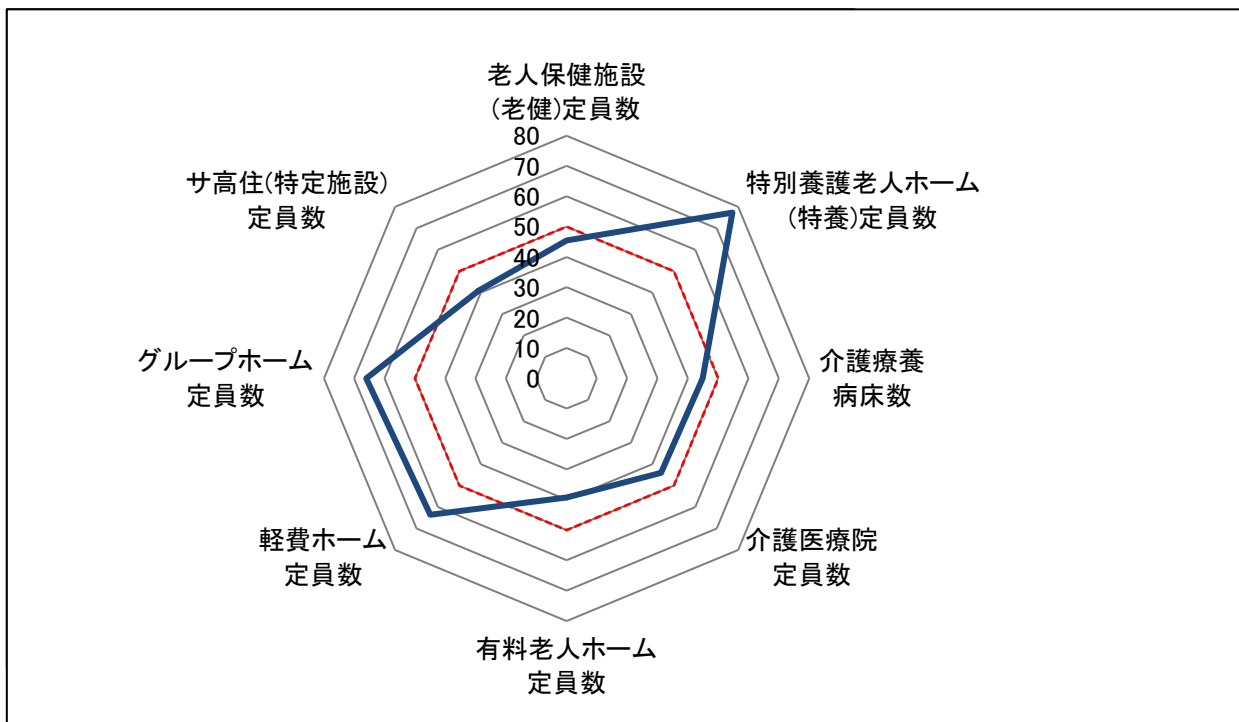 老人保健施設
(老健)定員数
特別養護老人ホーム
(特養)定員数
介護療養
病床数
介護医療院
定員数
有料老人ホーム
定員数
軽費ホーム
定員数
グループホーム
定員数
サ高住(特定施設)
定員数
80
70
60
50
40
30
20
10
0